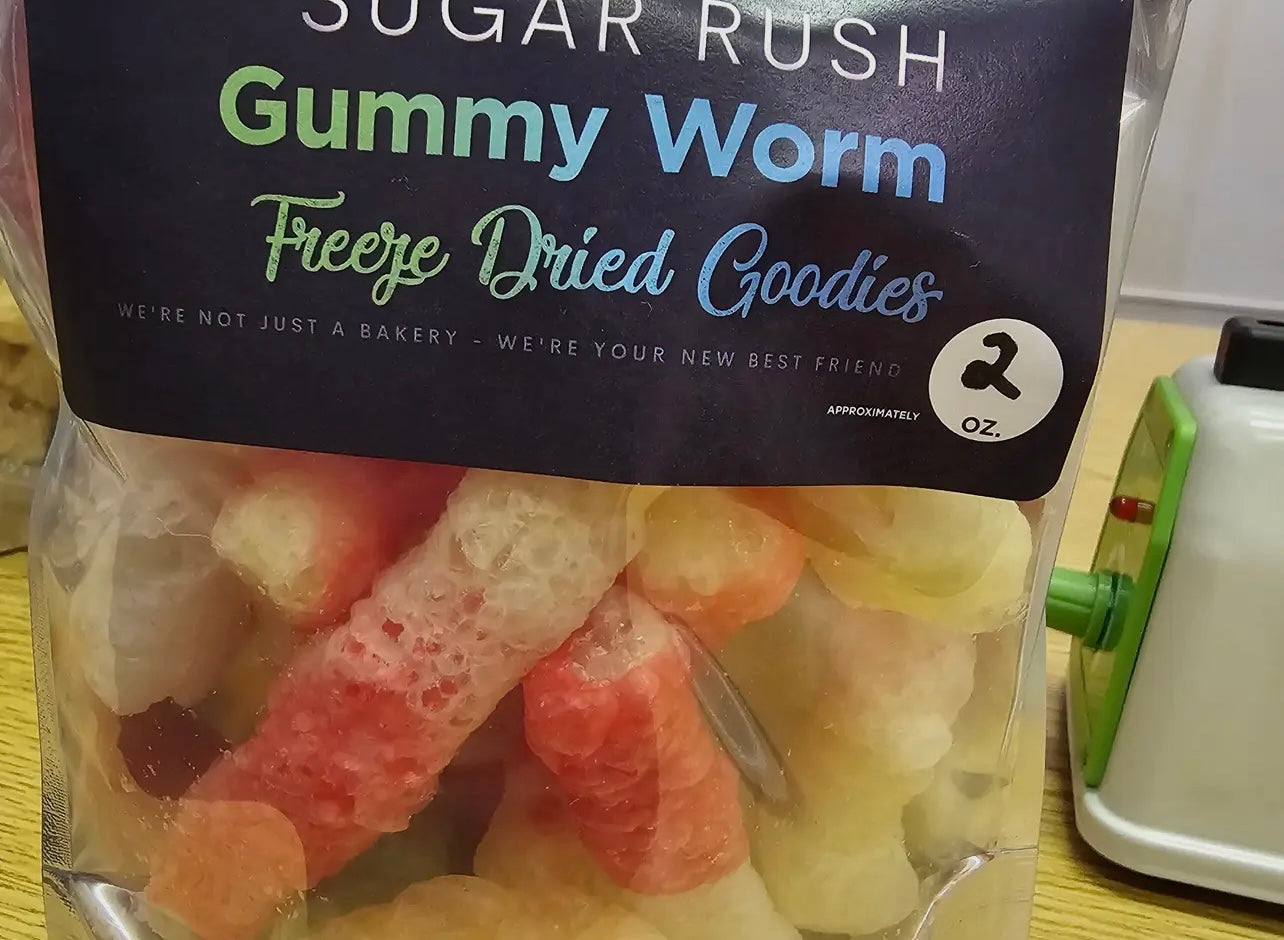 SUGAR RUSH
Gummy Worm
Freeze Dried Goodies
WE'RE NOT JUST A BAKERY - WE'RE YOUR NEW BEST FRIEND
APPROXIMATELY
2
OZ.